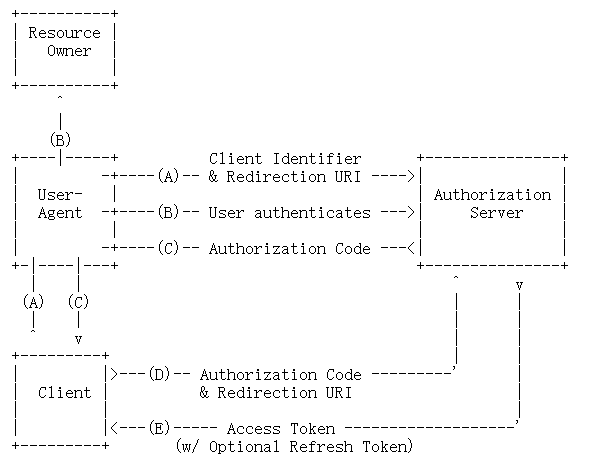 Resource
Owner
(B)
Client Identifier
(A) & Redirection URI
User-
Agent
(B) User authenticates
Authorization
Server
(C) Authorization Code
(A) (C)
(D) Authorization Code
& Redirection URI
Client
(E) Access Token
(w/ Optional Refresh Token)